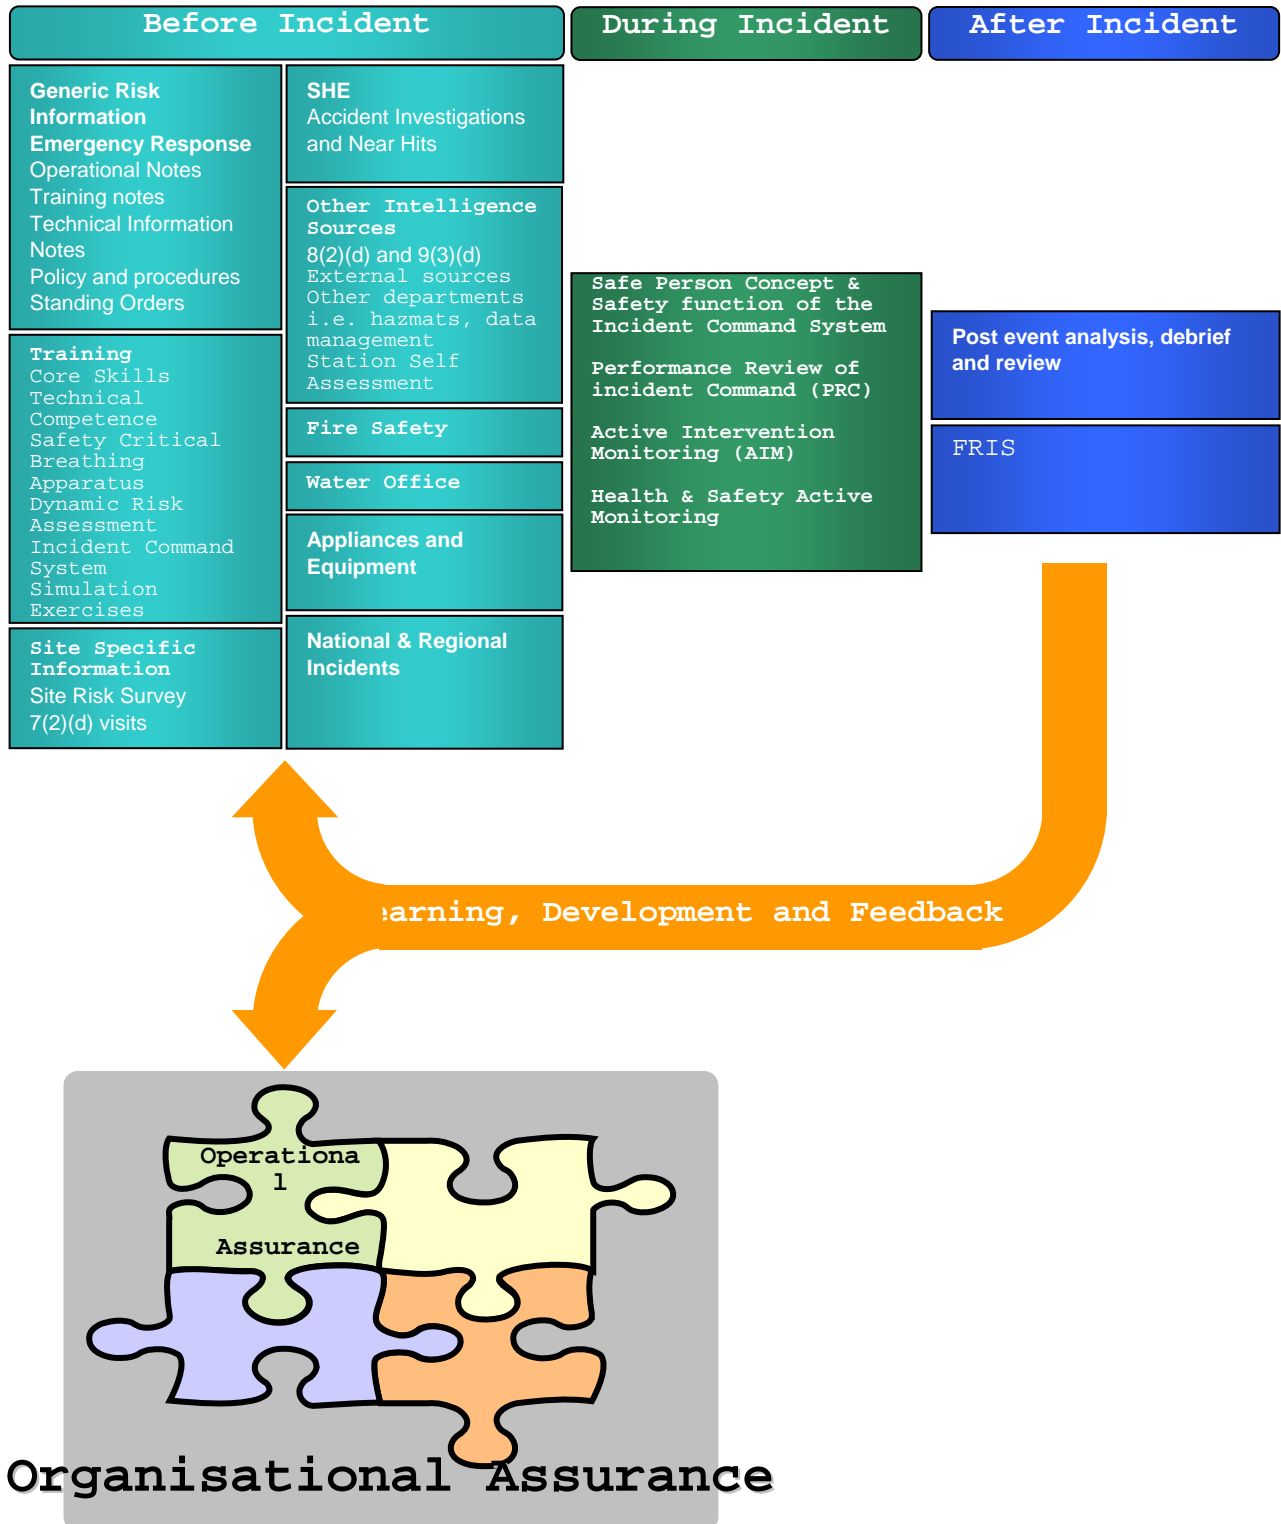 Before Incident
During Incident
After Incident
Generic Risk
Information
Emergency Response
Operational Notes
Training notes
Technical Information
Notes
Policy and procedures
Standing Orders
Training
Core Skills
Technical
Competence
Safety Critical
Breathing
Apparatus
Dynamic Risk
Assessment
Incident Command
System
Simulation
Exercises
Site Specific
Information
Site Risk Survey
7(2)(d) visits
SHE
Accident Investigations
and Near Hits
Other Intelligence
Sources
8(2)(d) and 9(3)(d)
External sources
Other departments
i.e. hazmats, data
management
Station Self
Assessment
Fire Safety
Water Office
Appliances and
Equipment
National & Regional
Incidents
Safe Person Concept &
Safety function of the
Incident Command System
Performance Review of
incident Command (PRC)
Active Intervention
Monitoring (AIM)
Health & Safety Active
Monitoring
Post event analysis, debrief
and review
FRIS
earning, Development and Feedback
Operationa
l
Assurance
Organisational Assurance